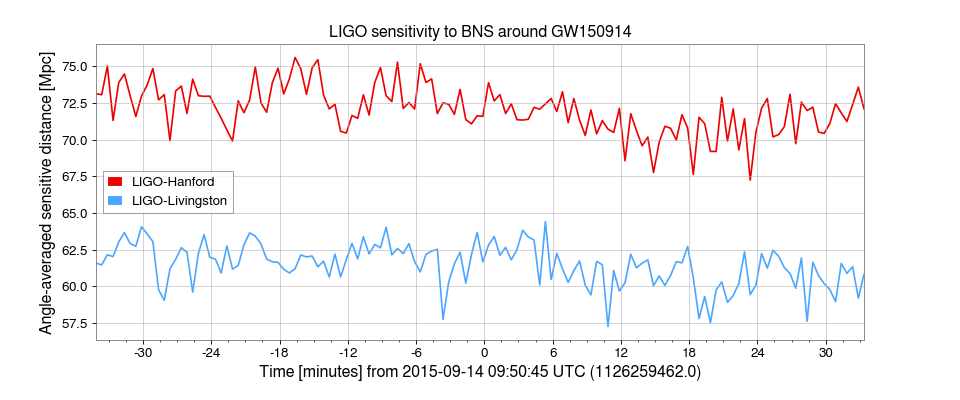 LIGO sensitivity to BNS around GW150914
Angle-averaged sensitive distance [Mpc]
75.0
72.5
70.0
67.5
65.0
62.5
60.0
57.5
LIGO-Hanford
LIGO-Livingston
-30 -24 -18 -12 -6 0 6 12 18 24 30
Time [minutes] from 2015-09-14 09:50:45 UTC (1126259462.0)